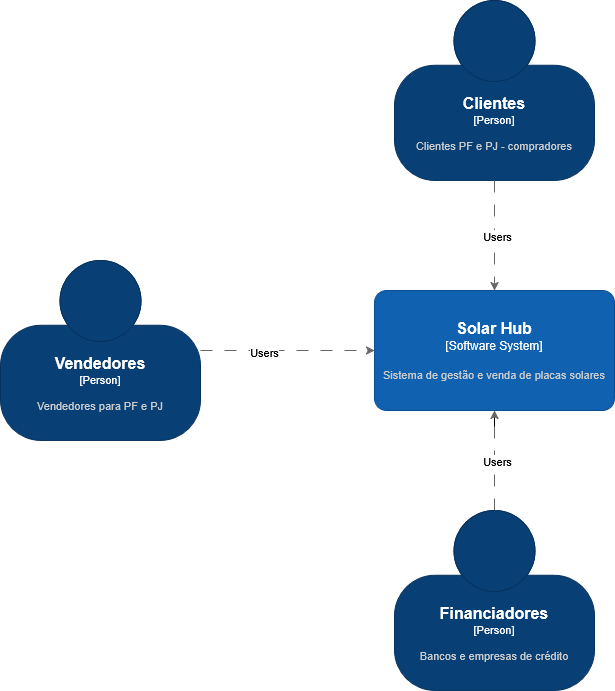 Clientes
[Person]
Clientes PF e PJ - compradores
Users
Solar Hub
[Software System]
Sistema de gestão e venda de placas solares
Vendedores
[Person]
Vendedores para PF e PJ
Users
Users
Financiadores
[Person]
Bancos e empresas de crédito